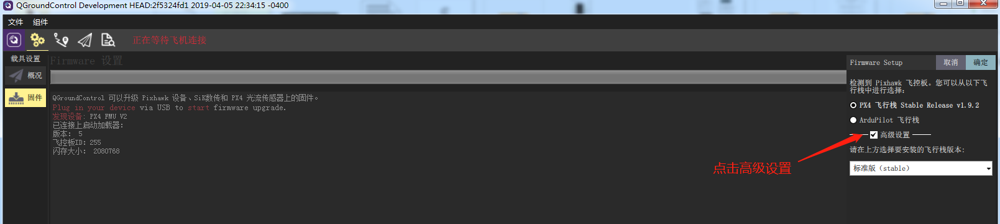 QGroundControl Development HEAD:2f5324fd1 2019-04-05 22:34:15 -0400
文件 组件
正在等待飞机连接
载具设置
概况
固件
Firmware 设置
QGroundControl 可以升级 Pixhawk 设备、SiK数传和 PX4 光流传感器上的固件。
Plug in your device via USB to start firmware upgrade.
发现设备: PX4 FMU V2
已连接上启动加载器:
版本: 5
飞控板ID: 255
闪存大小: 2080768
点击高级设置
Firmware Setup 取消 确定
检测到 Pixhawk 飞控板。您可以从以下飞
行栈中进行选择:
PX4 飞行栈 Stable Release v1.9.2
ArduPilot 飞行栈
高级设置
请在上方选择要安装的飞行栈版本:
标准版（stable）